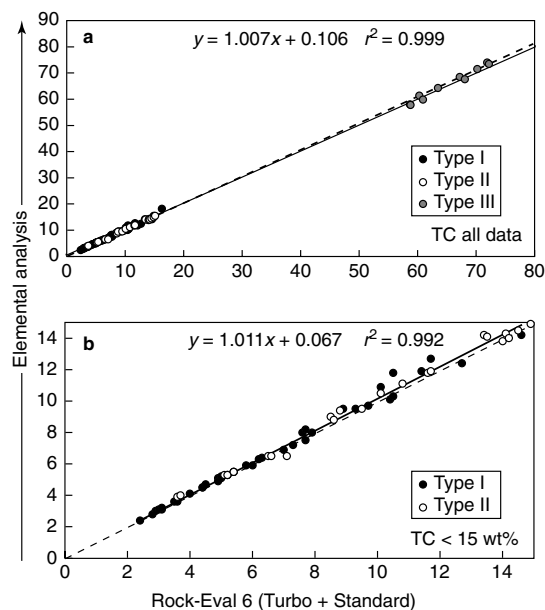 Elemental analysis
a
y = 1.007x + 0.106 r² = 0.999
90
80
70
60
50
40
30
20
10
0
Type I
Type II
Type III
TC all data
0 10 20 30 40 50 60 70 80
b
y = 1.011x + 0.067 r² = 0.992
14
12
10
8
6
4
2
0
Type I
Type II
TC < 15 wt%
0 2 4 6 8 10 12 14
Rock-Eval 6 (Turbo + Standard)